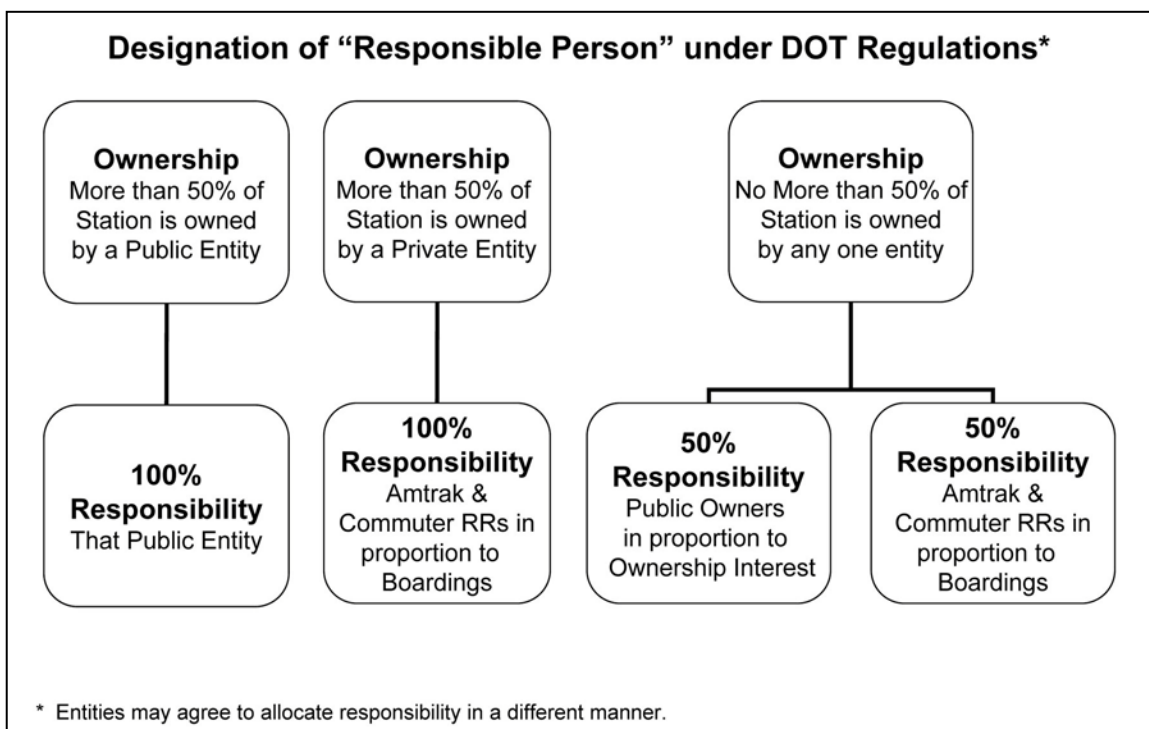 Designation of “Responsible Person” under DOT Regulations*
Ownership
More than 50% of
Station is owned
by a Public Entity
Ownership
More than 50% of
Station is owned
by a Private Entity
Ownership
No More than 50% of
Station is owned
by any one entity
100%
Responsibility
That Public Entity
100%
Responsibility
Amtrak &
Commuter RRs in
proportion to
Boardings
50%
Responsibility
Public Owners
in proportion to
Ownership Interest
50%
Responsibility
Amtrak &
Commuter RRs in
proportion to
Boardings
* Entities may agree to allocate responsibility in a different manner.